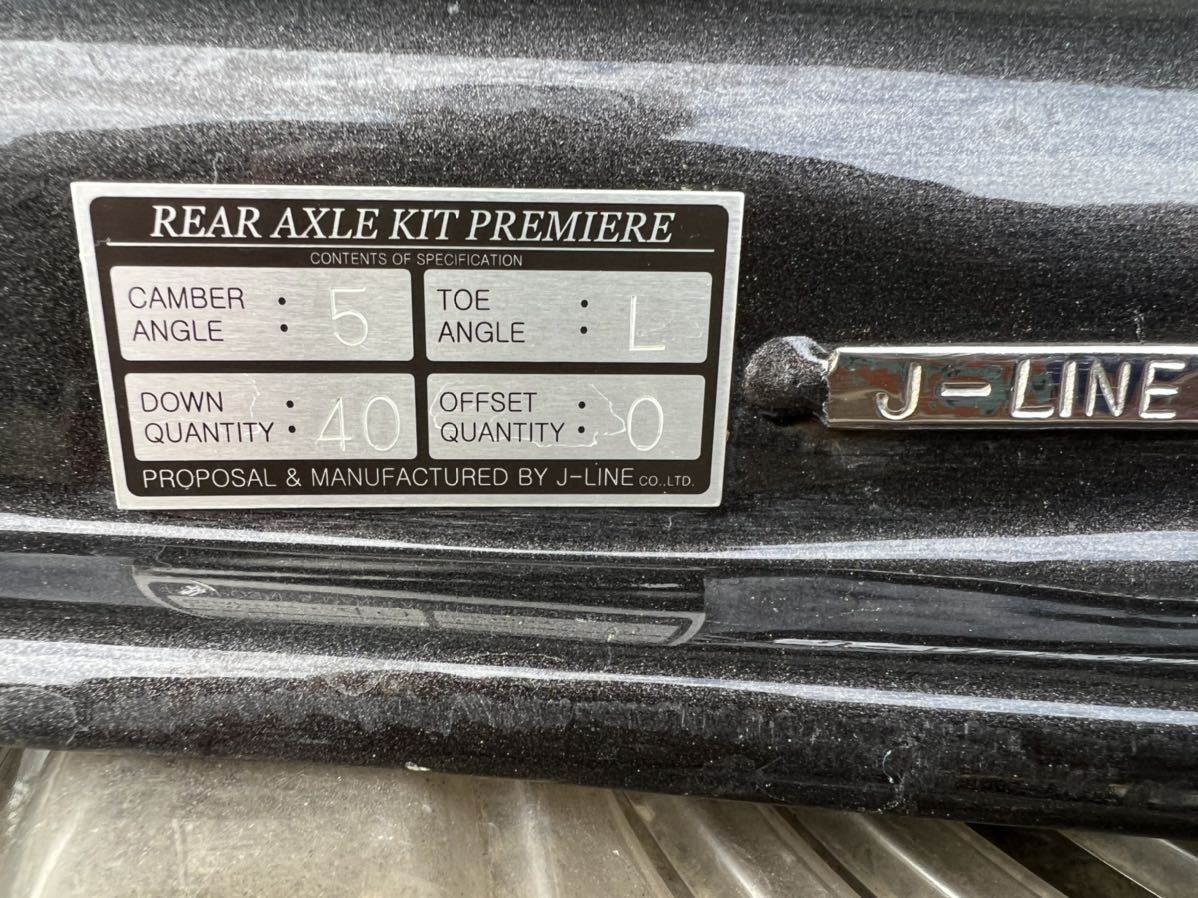 REAR AXLE KIT PREMIERE
CONTENTS OF SPECIFICATION
CAMBER ANGLE : 5
TOE ANGLE : L
DOWN QUANTITY : 40
OFFSET QUANTITY : 0
PROPOSAL & MANUFACTURED BY J-LINE CO.,LTD.
J-LINE